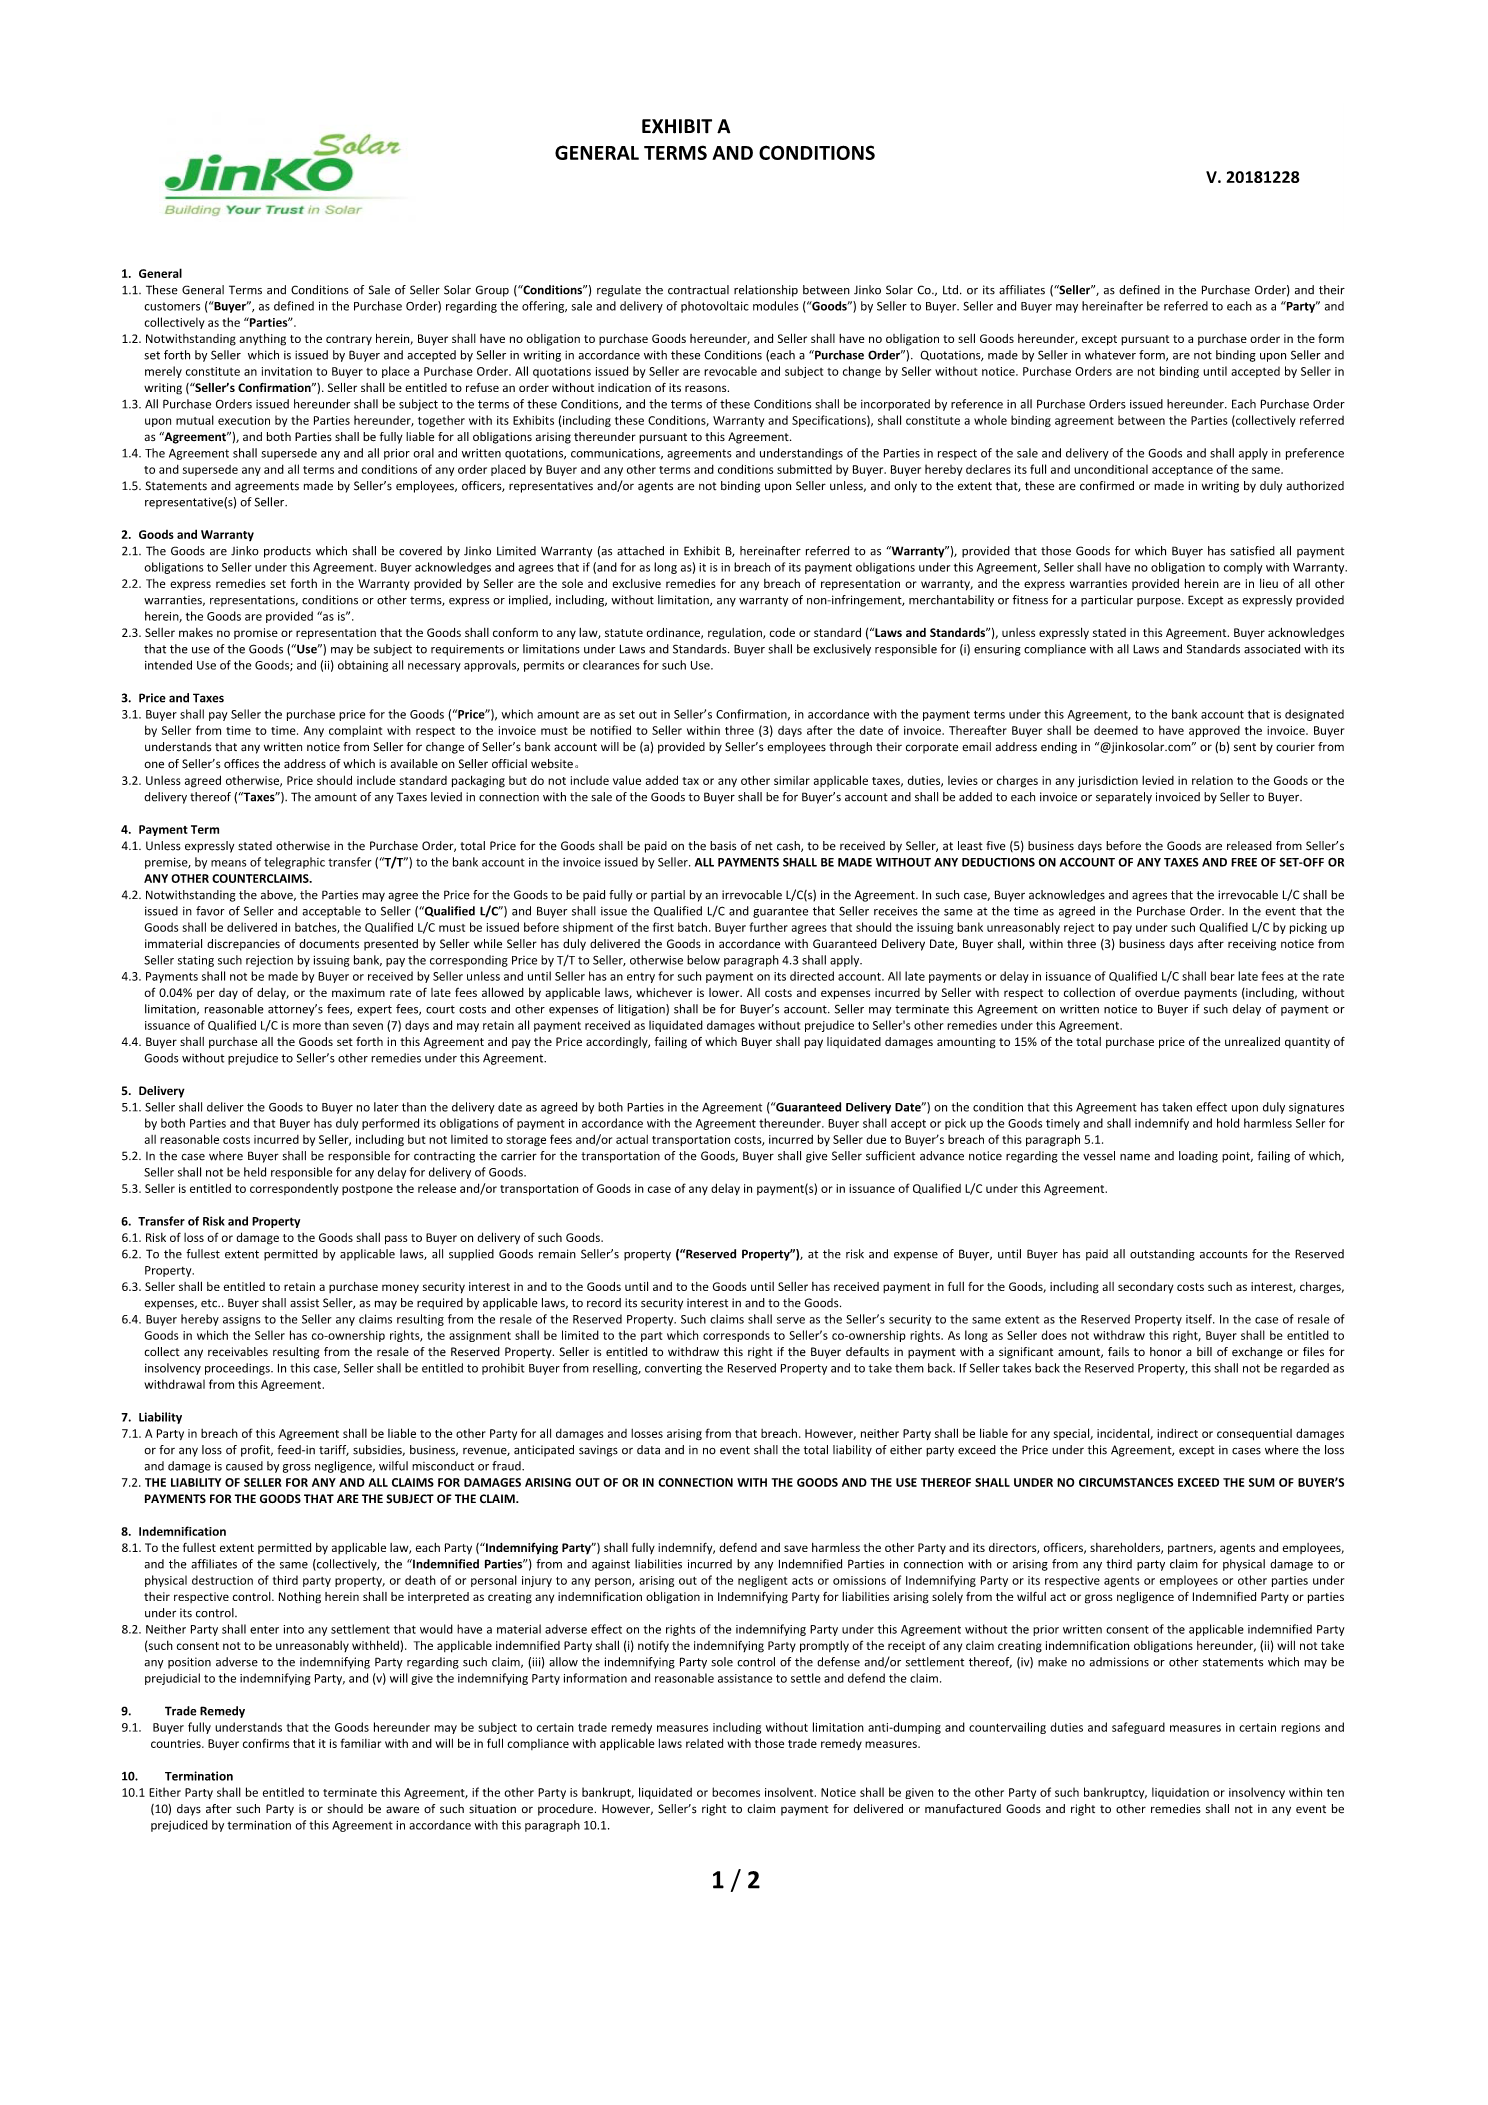 EXHIBIT A
GENERAL TERMS AND CONDITIONS
V. 20181228
JinKO Solar
Building Your Trust in Solar
1. General
1.1. These General Terms and Conditions of Sale of Seller Solar Group (“Conditions”) regulate the contractual relationship between Jinko Solar Co., Ltd. or its affiliates (“Seller”, as defined in the Purchase Order) and their
customers (“Buyer”, as defined in the Purchase Order) regarding the offering, sale and delivery of photovoltaic modules (“Goods”) by Seller to Buyer. Seller and Buyer may hereinafter be referred to each as a “Party” and
collectively as the “Parties”.
1.2. Notwithstanding anything to the contrary herein, Buyer shall have no obligation to purchase Goods hereunder, and Seller shall have no obligation to sell Goods hereunder, except pursuant to a purchase order in the form
set forth by Seller which is issued by Buyer and accepted by Seller in writing in accordance with these Conditions (each a “Purchase Order”). Quotations, made by Seller in whatever form, are not binding upon Seller and
merely constitute an invitation to Buyer to place a Purchase Order. All quotations issued by Seller are revocable and subject to change by Seller without notice. Purchase Orders are not binding until accepted by Seller in
writing (“Seller’s Confirmation”). Seller shall be entitled to refuse an order without indication of its reasons.
1.3. All Purchase Orders issued hereunder shall be subject to the terms of these Conditions, and the terms of these Conditions shall be incorporated by reference in all Purchase Orders issued hereunder. Each Purchase Order
upon mutual execution by the Parties hereunder, together with its Exhibits (including these Conditions, Warranty and Specifications), shall constitute a whole binding agreement between the Parties (collectively referred
as “Agreement”), and both Parties shall be fully liable for all obligations arising thereunder pursuant to this Agreement.
1.4. The Agreement shall supersede any and all prior oral and written quotations, communications, agreements and understandings of the Parties in respect of the sale and delivery of the Goods and shall apply in preference
to and supersede any and all terms and conditions of any order placed by Buyer and any other terms and conditions submitted by Buyer. Buyer hereby declares its full and unconditional acceptance of the same.
1.5. Statements and agreements made by Seller’s employees, officers, representatives and/or agents are not binding upon Seller unless, and only to the extent that, these are confirmed or made in writing by duly authorized
representative(s) of Seller.
2. Goods and Warranty
2.1. The Goods are Jinko products which shall be covered by Jinko Limited Warranty (as attached in Exhibit B, hereinafter referred to as “Warranty”), provided that those Goods for which Buyer has satisfied all payment
obligations to Seller under this Agreement. Buyer acknowledges and agrees that if (and for as long as) it is in breach of its payment obligations under this Agreement, Seller shall have no obligation to comply with Warranty.
2.2. The express remedies set forth in the Warranty provided by Seller are the sole and exclusive remedies for any breach of representation or warranty, and the express warranties provided herein are in lieu of all other
warranties, representations, conditions or other terms, express or implied, including, without limitation, any warranty of non-infringement, merchantability or fitness for a particular purpose. Except as expressly provided
herein, the Goods are provided “as is”.
2.3. Seller makes no promise or representation that the Goods shall conform to any law, statute ordinance, regulation, code or standard (“Laws and Standards”), unless expressly stated in this Agreement. Buyer acknowledges
that the use of the Goods (“Use”) may be subject to requirements or limitations under Laws and Standards. Buyer shall be exclusively responsible for (i) ensuring compliance with all Laws and Standards associated with its
intended Use of the Goods; and (ii) obtaining all necessary approvals, permits or clearances for such Use.
3. Price and Taxes
3.1. Buyer shall pay Seller the purchase price for the Goods (“Price”), which amount are as set out in Seller’s Confirmation, in accordance with the payment terms under this Agreement, to the bank account that is designated
by Seller from time to time. Any complaint with respect to the invoice must be notified to Seller within three (3) days after the date of invoice. Thereafter Buyer shall be deemed to have approved the invoice. Buyer
understands that any written notice from Seller for change of Seller’s bank account will be (a) provided by Seller’s employees through their corporate email address ending in “@jinkosolar.com” or (b) sent by courier from
one of Seller’s offices the address of which is available on Seller official website。
3.2. Unless agreed otherwise, Price should include standard packaging but do not include value added tax or any other similar applicable taxes, duties, levies or charges in any jurisdiction levied in relation to the Goods or the
delivery thereof (“Taxes”). The amount of any Taxes levied in connection with the sale of the Goods to Buyer shall be for Buyer’s account and shall be added to each invoice or separately invoiced by Seller to Buyer.
4. Payment Term
4.1. Unless expressly stated otherwise in the Purchase Order, total Price for the Goods shall be paid on the basis of net cash, to be received by Seller, at least five (5) business days before the Goods are released from Seller’s
premise, by means of telegraphic transfer (“T/T”) to the bank account in the invoice issued by Seller. ALL PAYMENTS SHALL BE MADE WITHOUT ANY DEDUCTIONS ON ACCOUNT OF ANY TAXES AND FREE OF SET-OFF OR
ANY OTHER COUNTERCLAIMS.
4.2. Notwithstanding the above, the Parties may agree the Price for the Goods to be paid fully or partial by an irrevocable L/C(s) in the Agreement. In such case, Buyer acknowledges and agrees that the irrevocable L/C shall be
issued in favor of Seller and acceptable to Seller (“Qualified L/C”) and Buyer shall issue the Qualified L/C and guarantee that Seller receives the same at the time as agreed in the Purchase Order. In the event that the
Goods shall be delivered in batches, the Qualified L/C must be issued before shipment of the first batch. Buyer further agrees that should the issuing bank unreasonably reject to pay under such Qualified L/C by picking up
immaterial discrepancies of documents presented by Seller while Seller has duly delivered the Goods in accordance with Guaranteed Delivery Date, Buyer shall, within three (3) business days after receiving notice from
Seller stating such rejection by issuing bank, pay the corresponding Price by T/T to Seller, otherwise below paragraph 4.3 shall apply.
4.3. Payments shall not be made by Buyer or received by Seller unless and until Seller has an entry for such payment on its directed account. All late payments or delay in issuance of Qualified L/C shall bear late fees at the rate
of 0.04% per day of delay, or the maximum rate of late fees allowed by applicable laws, whichever is lower. All costs and expenses incurred by Seller with respect to collection of overdue payments (including, without
limitation, reasonable attorney’s fees, expert fees, court costs and other expenses of litigation) shall be for Buyer’s account. Seller may terminate this Agreement on written notice to Buyer if such delay of payment or
issuance of Qualified L/C is more than seven (7) days and may retain all payment received as liquidated damages without prejudice to Seller's other remedies under this Agreement.
4.4. Buyer shall purchase all the Goods set forth in this Agreement and pay the Price accordingly, failing of which Buyer shall pay liquidated damages amounting to 15% of the total purchase price of the unrealized quantity of
Goods without prejudice to Seller’s other remedies under this Agreement.
5. Delivery
5.1. Seller shall deliver the Goods to Buyer no later than the delivery date as agreed by both Parties in the Agreement (“Guaranteed Delivery Date”) on the condition that this Agreement has taken effect upon duly signatures
by both Parties and that Buyer has duly performed its obligations of payment in accordance with the Agreement thereunder. Buyer shall accept or pick up the Goods timely and shall indemnify and hold harmless Seller for
all reasonable costs incurred by Seller, including but not limited to storage fees and/or actual transportation costs, incurred by Seller due to Buyer’s breach of this paragraph 5.1.
5.2. In the case where Buyer shall be responsible for contracting the carrier for the transportation of the Goods, Buyer shall give Seller sufficient advance notice regarding the vessel name and loading point, failing of which,
Seller shall not be held responsible for any delay for delivery of Goods.
5.3. Seller is entitled to correspondently postpone the release and/or transportation of Goods in case of any delay in payment(s) or in issuance of Qualified L/C under this Agreement.
6. Transfer of Risk and Property
6.1. Risk of loss of or damage to the Goods shall pass to Buyer on delivery of such Goods.
6.2. To the fullest extent permitted by applicable laws, all supplied Goods remain Seller’s property (“Reserved Property”), at the risk and expense of Buyer, until Buyer has paid all outstanding accounts for the Reserved
Property.
6.3. Seller shall be entitled to retain a purchase money security interest in and to the Goods until and to the Goods until Seller has received payment in full for the Goods, including all secondary costs such as interest, charges,
expenses, etc.. Buyer shall assist Seller, as may be required by applicable laws, to record its security interest in and to the Goods.
6.4. Buyer hereby assigns to the Seller any claims resulting from the resale of the Reserved Property. Such claims shall serve as the Seller’s security to the same extent as the Reserved Property itself. In the case of resale of
Goods in which the Seller has co-ownership rights, the assignment shall be limited to the part which corresponds to Seller’s co-ownership rights. As long as Seller does not withdraw this right, Buyer shall be entitled to
collect any receivables resulting from the resale of the Reserved Property. Seller is entitled to withdraw this right if the Buyer defaults in payment with a significant amount, fails to honor a bill of exchange or files for
insolvency proceedings. In this case, Seller shall be entitled to prohibit Buyer from reselling, converting the Reserved Property and to take them back. If Seller takes back the Reserved Property, this shall not be regarded as
withdrawal from this Agreement.
7. Liability
7.1. A Party in breach of this Agreement shall be liable to the other Party for all damages and losses arising from that breach. However, neither Party shall be liable for any special, incidental, indirect or consequential damages
or for any loss of profit, feed-in tariff, subsidies, business, revenue, anticipated savings or data and in no event shall the total liability of either party exceed the Price under this Agreement, except in cases where the loss
and damage is caused by gross negligence, wilful misconduct or fraud.
7.2. THE LIABILITY OF SELLER FOR ANY AND ALL CLAIMS FOR DAMAGES ARISING OUT OF OR IN CONNECTION WITH THE GOODS AND THE USE THEREOF SHALL UNDER NO CIRCUMSTANCES EXCEED THE SUM OF BUYER’S
PAYMENTS FOR THE GOODS THAT ARE THE SUBJECT OF THE CLAIM.
8. Indemnification
8.1. To the fullest extent permitted by applicable law, each Party (“Indemnifying Party”) shall fully indemnify, defend and save harmless the other Party and its directors, officers, shareholders, partners, agents and employees,
and the affiliates of the same (collectively, the “Indemnified Parties”) from and against liabilities incurred by any Indemnified Parties in connection with or arising from any third party claim for physical damage to or
physical destruction of third party property, or death of or personal injury to any person, arising out of the negligent acts or omissions of Indemnifying Party or its respective agents or employees or other parties under
their respective control. Nothing herein shall be interpreted as creating any indemnification obligation in Indemnifying Party for liabilities arising solely from the wilful act or gross negligence of Indemnified Party or parties
under its control.
8.2. Neither Party shall enter into any settlement that would have a material adverse effect on the rights of the indemnifying Party under this Agreement without the prior written consent of the applicable indemnified Party
(such consent not to be unreasonably withheld). The applicable indemnified Party shall (i) notify the indemnifying Party promptly of the receipt of any claim creating indemnification obligations hereunder, (ii) will not take
any position adverse to the indemnifying Party regarding such claim, (iii) allow the indemnifying Party sole control of the defense and/or settlement thereof, (iv) make no admissions or other statements which may be
prejudicial to the indemnifying Party, and (v) will give the indemnifying Party information and reasonable assistance to settle and defend the claim.
9. Trade Remedy
9.1. Buyer fully understands that the Goods hereunder may be subject to certain trade remedy measures including without limitation anti-dumping and countervailing duties and safeguard measures in certain regions and
countries. Buyer confirms that it is familiar with and will be in full compliance with applicable laws related with those trade remedy measures.
10. Termination
10.1 Either Party shall be entitled to terminate this Agreement, if the other Party is bankrupt, liquidated or becomes insolvent. Notice shall be given to the other Party of such bankruptcy, liquidation or insolvency within ten
(10) days after such Party is or should be aware of such situation or procedure. However, Seller’s right to claim payment for delivered or manufactured Goods and right to other remedies shall not in any event be
prejudiced by termination of this Agreement in accordance with this paragraph 10.1.
1 / 2